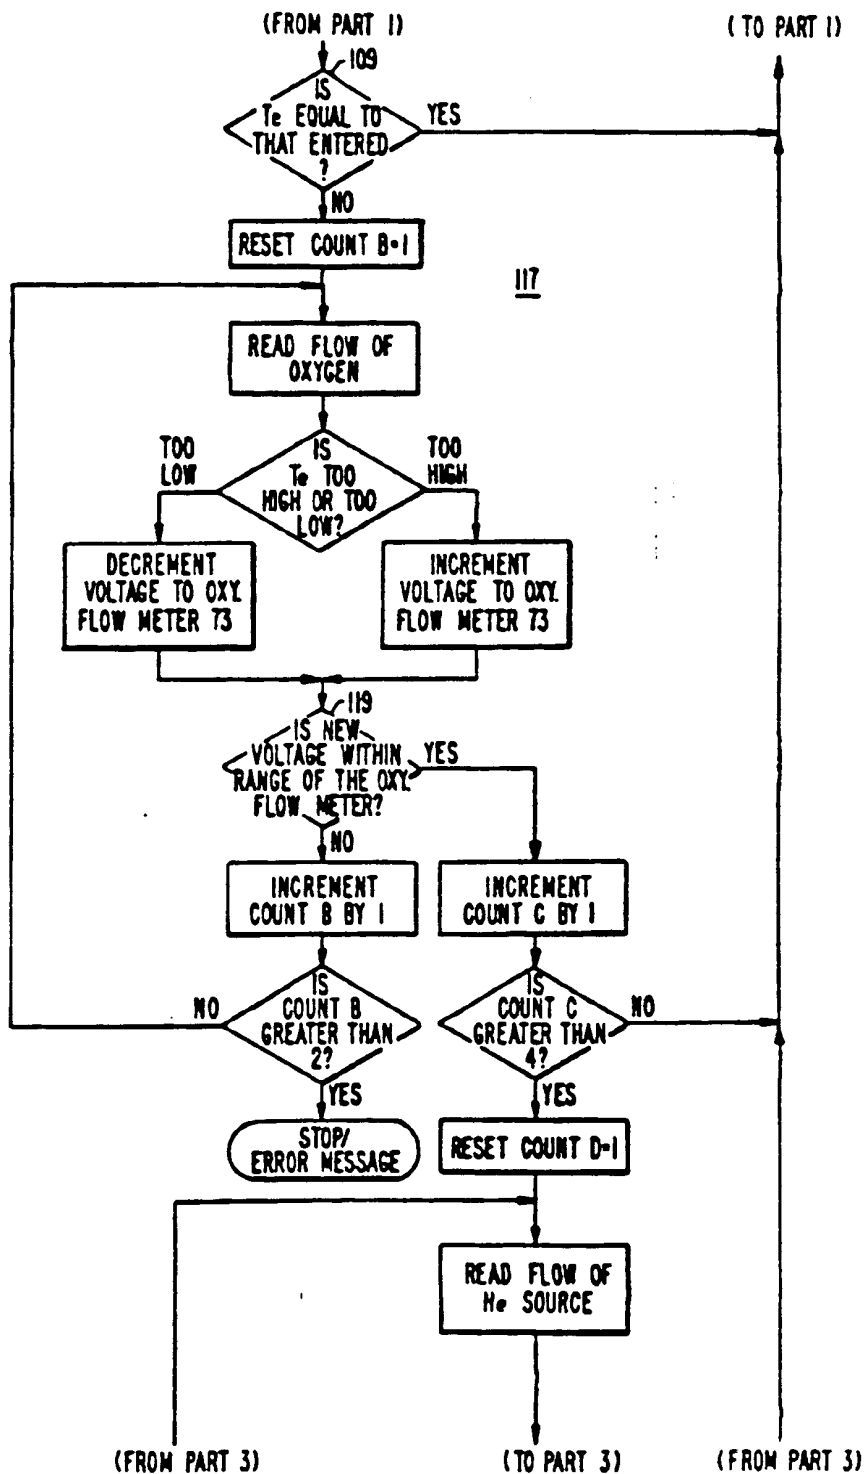 (FROM PART 1)
(TO PART 1)
109
IS
Te EQUAL TO
THAT ENTERED
?
YES
NO
RESET COUNT B=1
117
READ FLOW OF
OXYGEN
TOO
LOW
IS
Te TOO
HIGH OR TOO
LOW?
TOO
HIGH
DECREMENT
VOLTAGE TO OXY.
FLOW METER 73
INCREMENT
VOLTAGE TO OXY.
FLOW METER 73
119
IS NEW
VOLTAGE WITHIN
RANGE OF THE OXY.
FLOW METER?
YES
NO
INCREMENT
COUNT B BY 1
INCREMENT
COUNT C BY 1
NO
IS
COUNT B
GREATER THAN
2?
IS
COUNT C
GREATER THAN
4?
NO
YES
YES
STOP/
ERROR MESSAGE
RESET COUNT D=1
READ FLOW OF
He SOURCE
(FROM PART 3)
(TO PART 3)
(FROM PART 3)